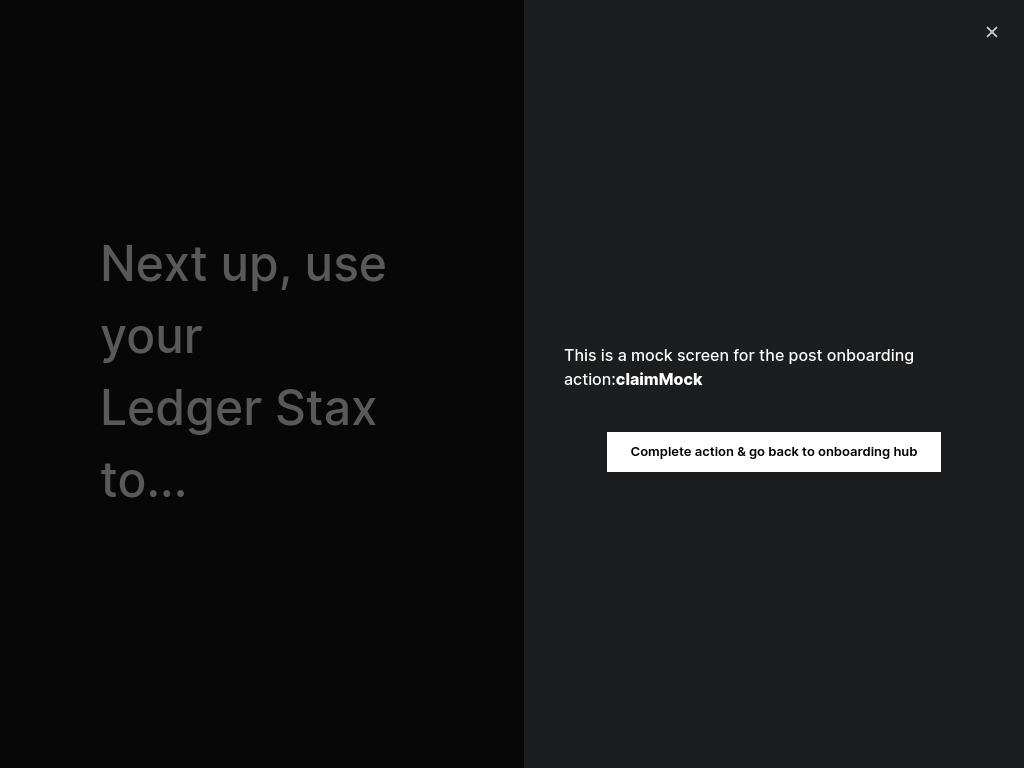 Next up, use
your
Ledger Stax
to...
This is a mock screen for the post onboarding
action:claimMock
Complete action & go back to onboarding hub